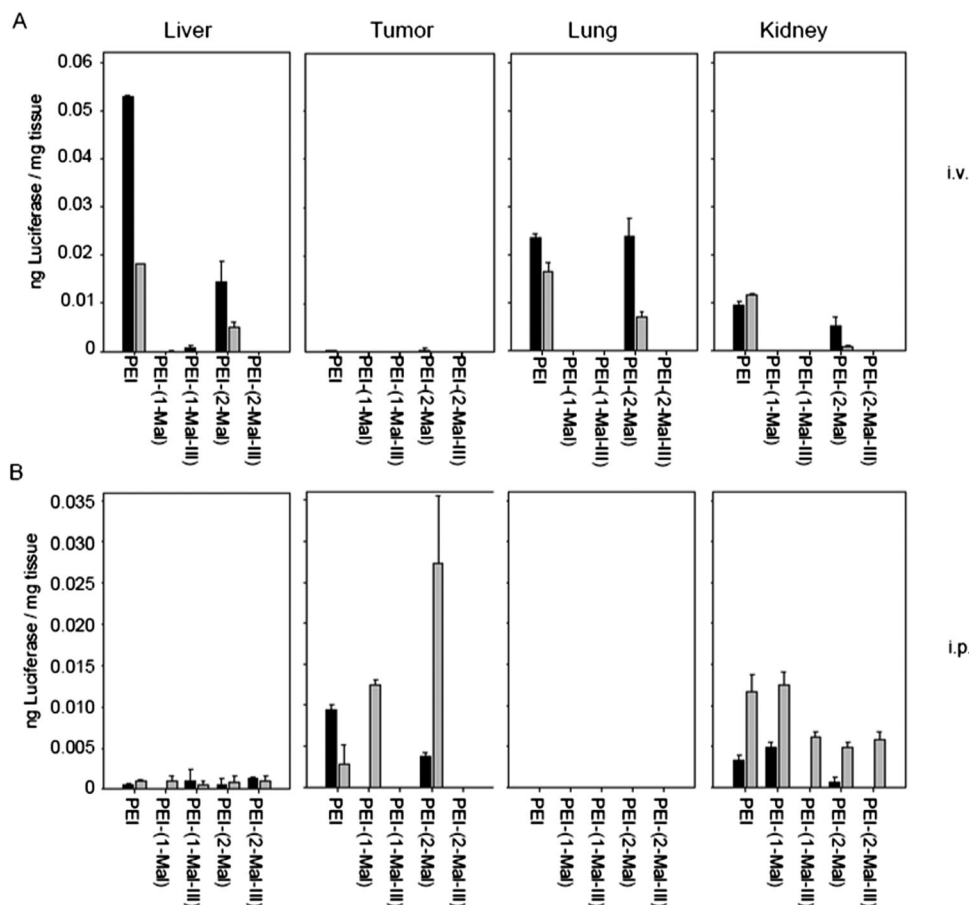 A
Liver Tumor Lung Kidney
ng Luciferase / mg tissue
0.06
0.05
0.04
0.03
0.02
0.01
0
i.v.
PEI PEI-(1-Mal) PEI-(1-Mal-III) PEI-(2-Mal) PEI-(2-Mal-III)
PEI PEI-(1-Mal) PEI-(1-Mal-III) PEI-(2-Mal) PEI-(2-Mal-III)
PEI PEI-(1-Mal) PEI-(1-Mal-III) PEI-(2-Mal) PEI-(2-Mal-III)
PEI PEI-(1-Mal) PEI-(1-Mal-III) PEI-(2-Mal) PEI-(2-Mal-III)
B
ng Luciferase / mg tissue
0.035
0.030
0.025
0.020
0.015
0.010
0.005
0
i.p.
PEI PEI-(1-Mal) PEI-(1-Mal-III) PEI-(2-Mal) PEI-(2-Mal-III)
PEI PEI-(1-Mal) PEI-(1-Mal-III) PEI-(2-Mal) PEI-(2-Mal-III)
PEI PEI-(1-Mal) PEI-(1-Mal-III) PEI-(2-Mal) PEI-(2-Mal-III)
PEI PEI-(1-Mal) PEI-(1-Mal-III) PEI-(2-Mal) PEI-(2-Mal-III)